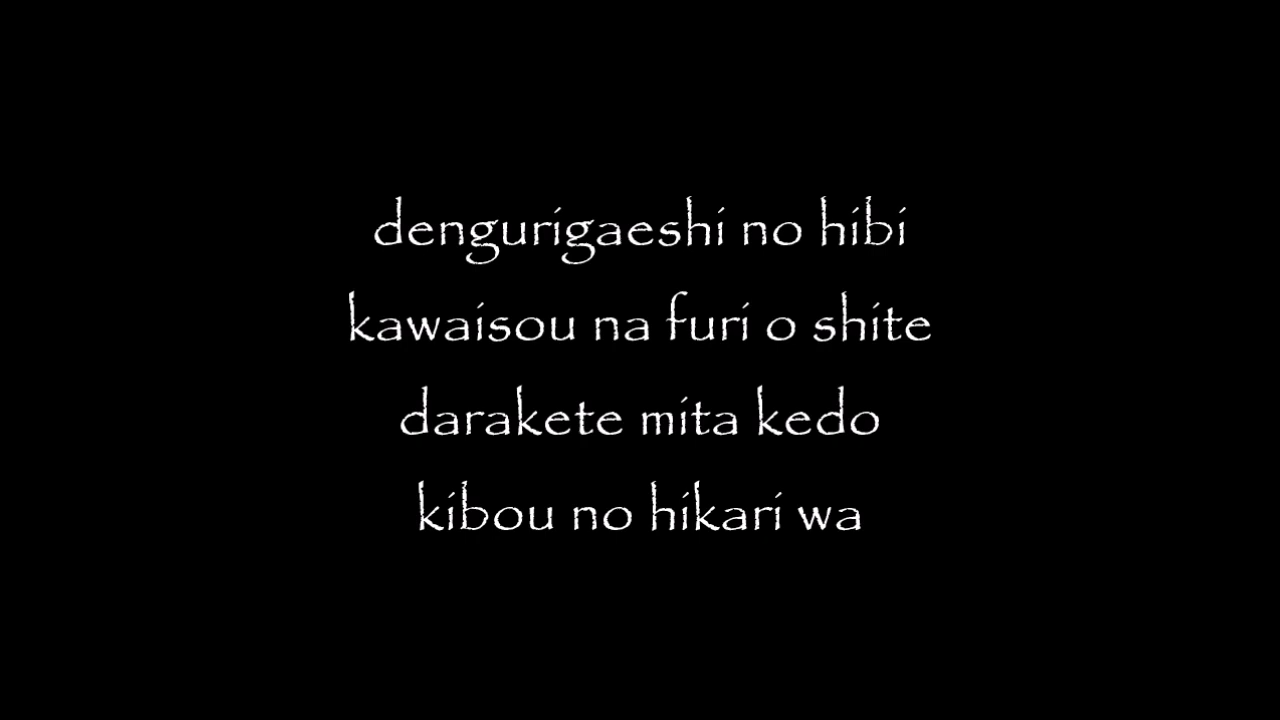 dengurigaeshi no hibi
kawaisou na furi o shite
darakete mita kedo
kibou no hikari wa